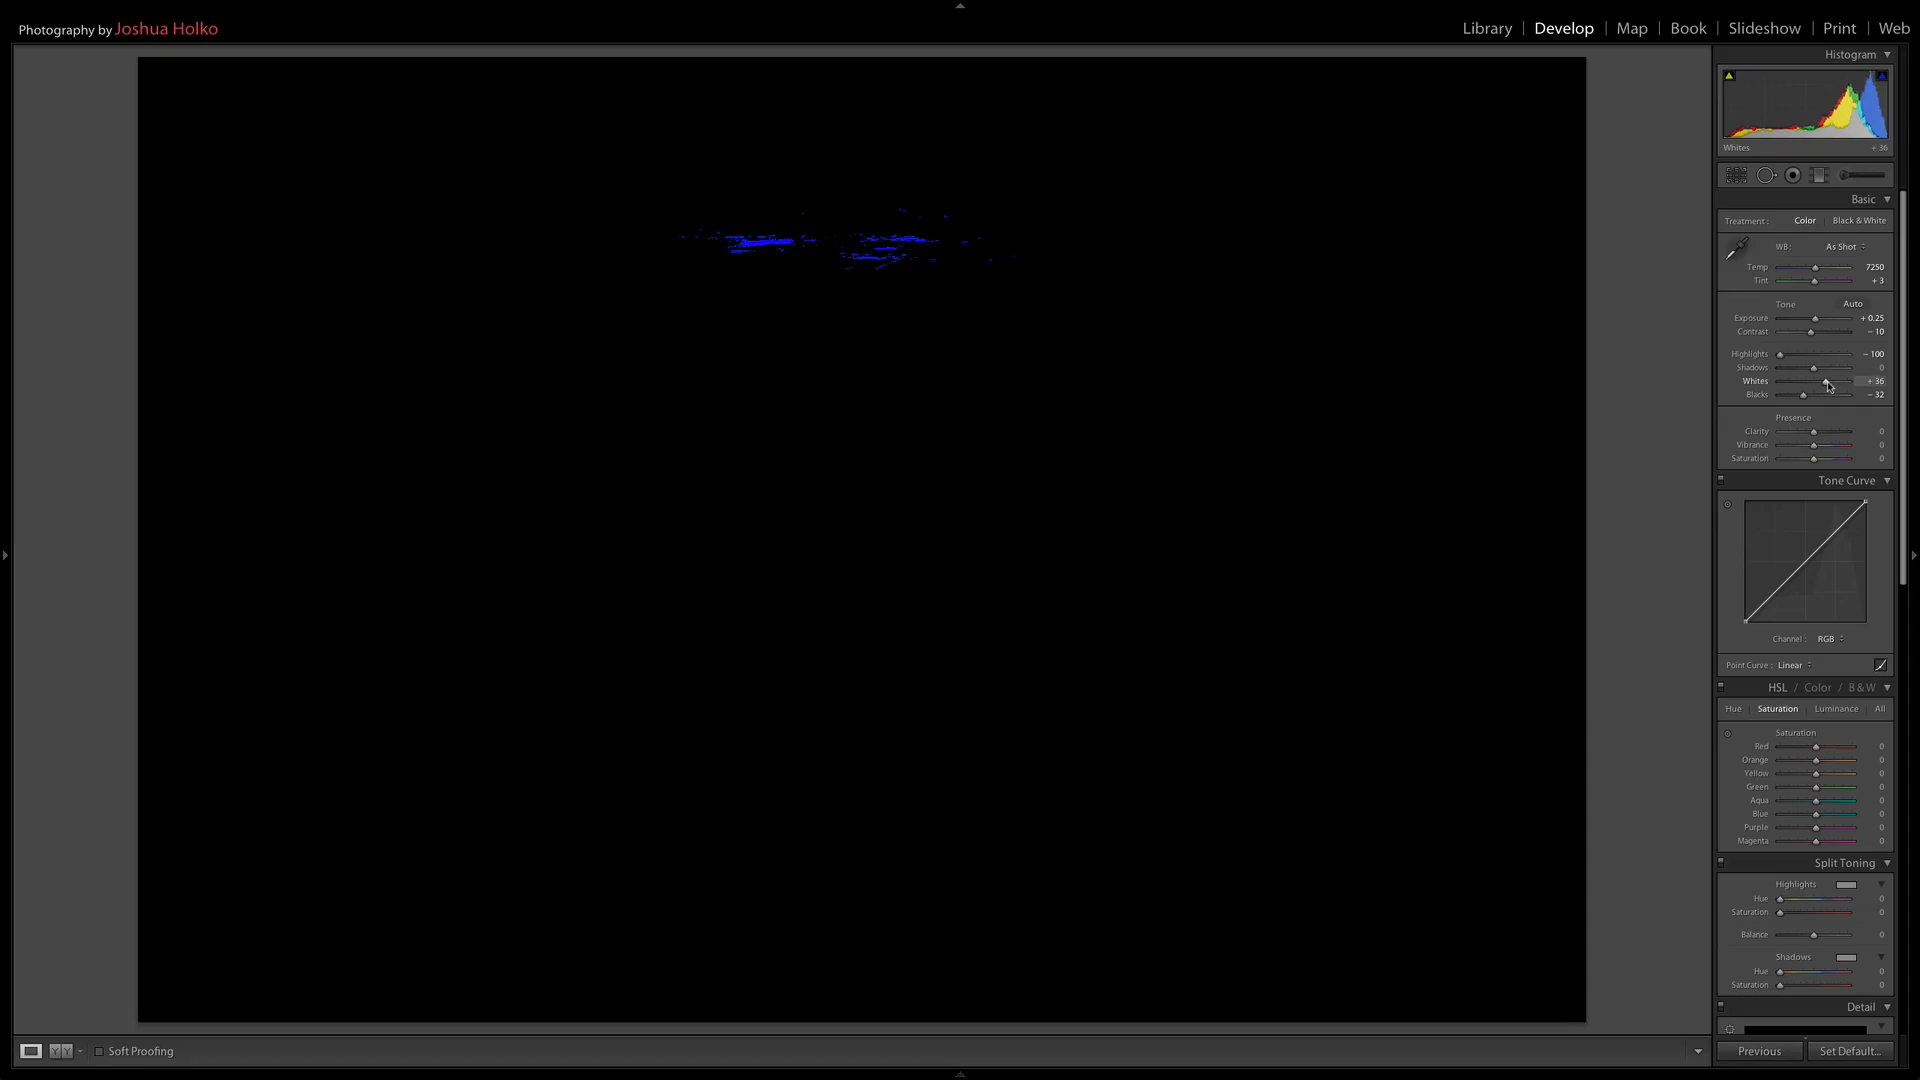 Photography by Joshua Holko
Library | Develop | Map | Book | Slideshow | Print | Web
Histogram
Whites + 36
Basic
Treatment : Color | Black & White
WB : As Shot
Temp 7250
Tint + 3
Tone Auto
Exposure + 0.25
Contrast – 10
Highlights – 100
Shadows 0
Whites + 36
Blacks – 32
Presence
Clarity 0
Vibrance 0
Saturation 0
Tone Curve
Channel : RGB
Point Curve : Linear
HSL / Color / B & W
Hue Saturation Luminance All
Saturation
Red 0
Orange 0
Yellow 0
Green 0
Aqua 0
Blue 0
Purple 0
Magenta 0
Split Toning
Highlights
Hue 0
Saturation 0
Balance 0
Shadows
Hue 0
Saturation 0
Detail
Y Y Soft Proofing
Previous Set Default...